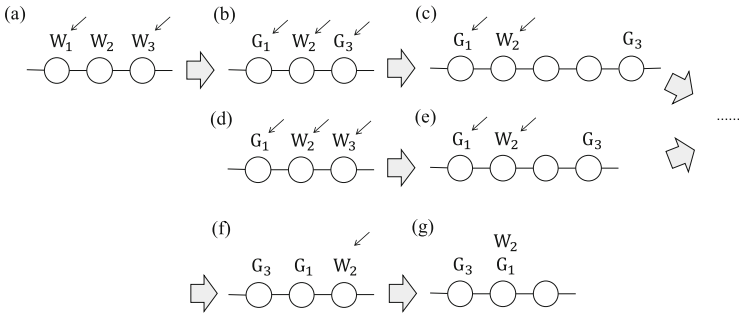 (a)
W₁ W₂ W₃
(b)
G₁ W₂ G₃
(c)
G₁ W₂ G₃
(d)
G₁ W₂ W₃
(e)
G₁ W₂ G₃
......
(f)
G₃ G₁ W₂
(g)
W₂
G₃ G₁